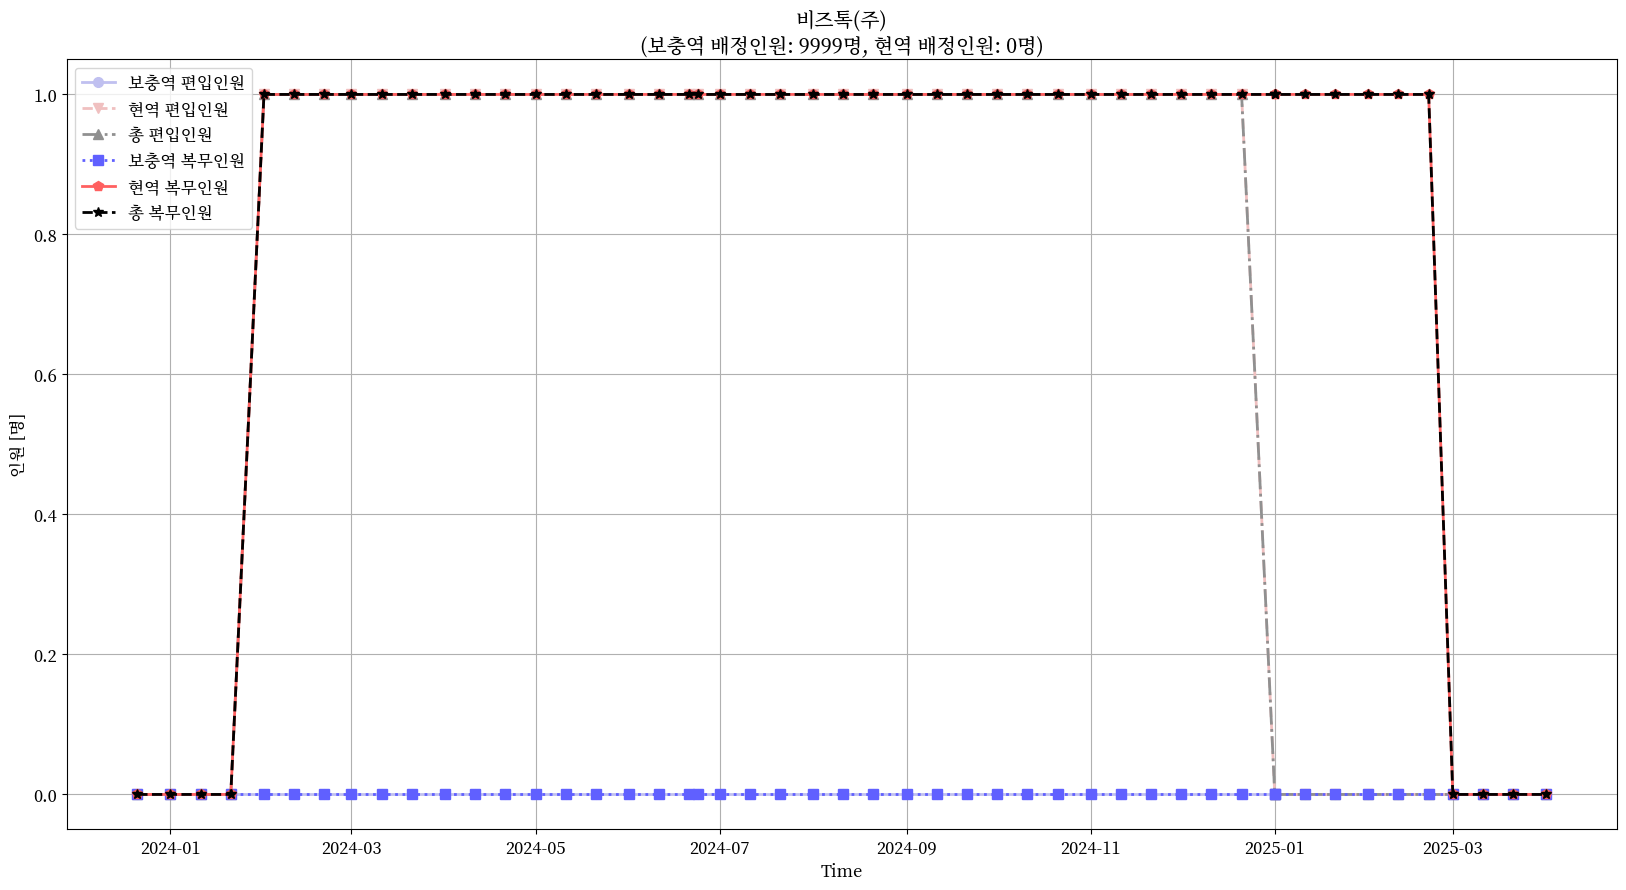 비즈톡(주)
(보충역 배정인원: 9999명, 현역 배정인원: 0명)
보충역 편입인원
현역 편입인원
총 편입인원
보충역 복무인원
현역 복무인원
총 복무인원
1.0
0.8
0.6
0.4
0.2
0.0
인원 [명]
2024-01
2024-03
2024-05
2024-07
2024-09
2024-11
2025-01
2025-03
Time